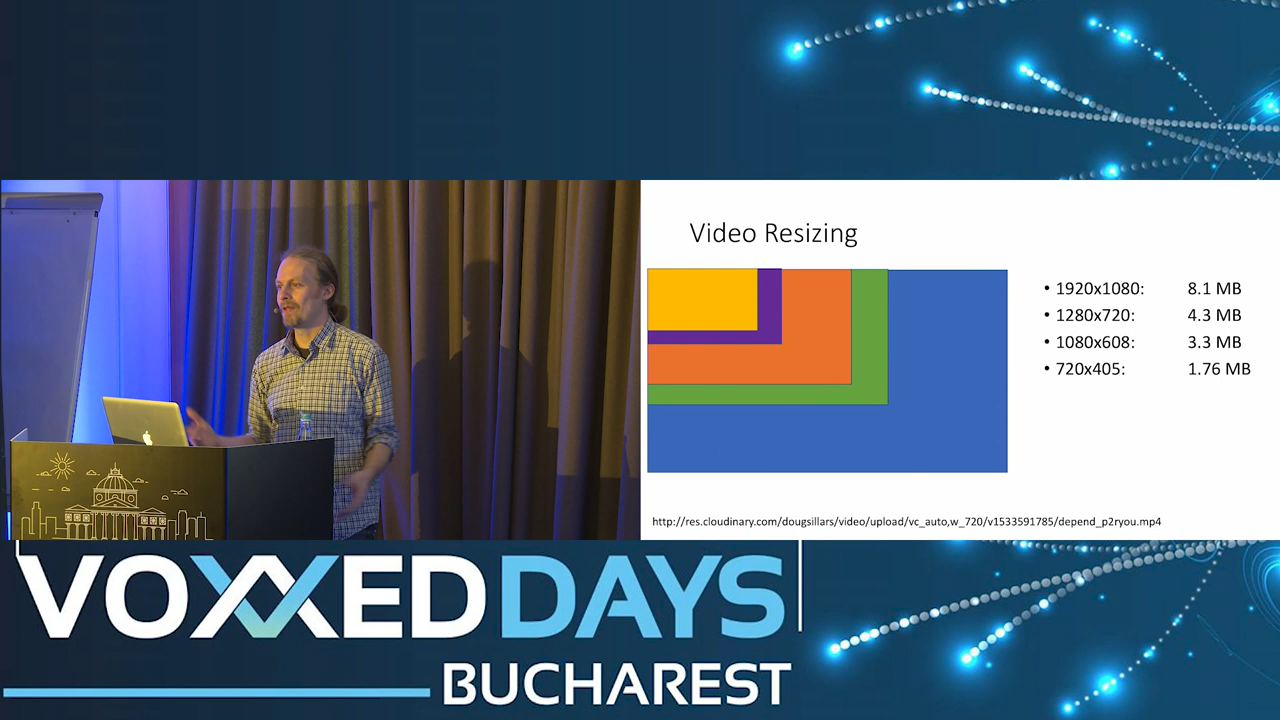 Video Resizing
• 1920x1080: 8.1 MB
• 1280x720: 4.3 MB
• 1080x608: 3.3 MB
• 720x405: 1.76 MB
http://res.cloudinary.com/dougsillars/video/upload/vc_auto,w_720/v1533591785/depend_p2ryou.mp4
VOXXED DAYS
BUCHAREST